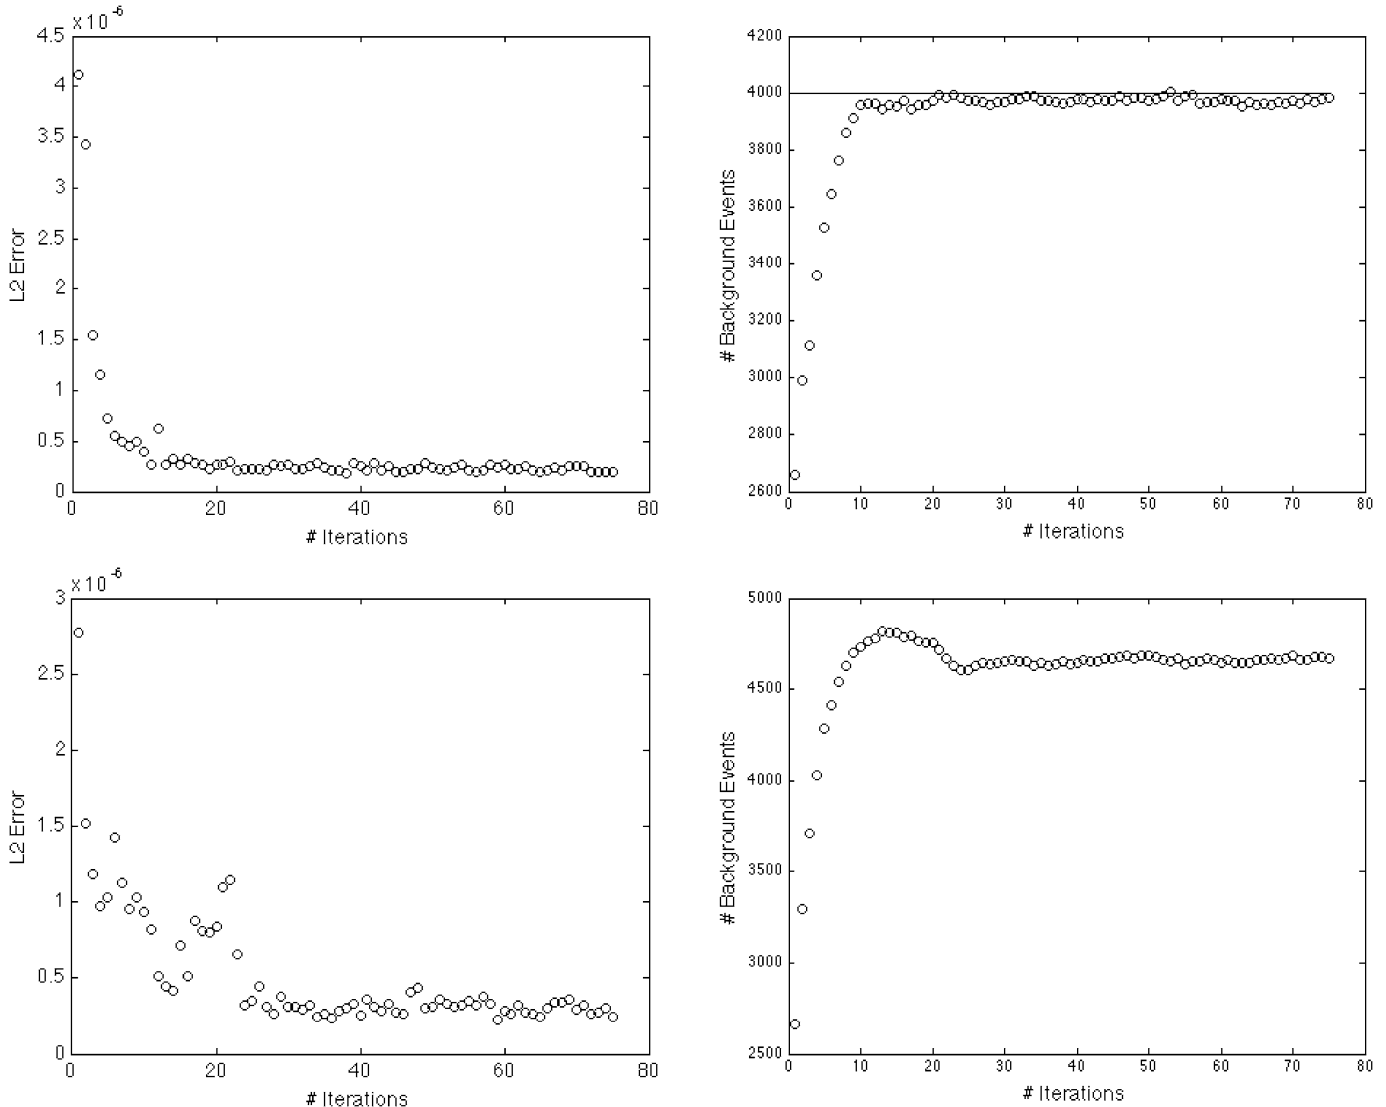 x 10 -6
4.5
4
3.5
3
2.5
2
1.5
1
0.5
0
0 20 40 60 80
L2 Error
# Iterations
4200
4000
3800
3600
3400
3200
3000
2800
2600
0 10 20 30 40 50 60 70 80
# Background Events
# Iterations
x 10 -6
3
2.5
2
1.5
1
0.5
0
0 20 40 60 80
L2 Error
# Iterations
5000
4500
4000
3500
3000
2500
0 10 20 30 40 50 60 70 80
# Background Events
# Iterations